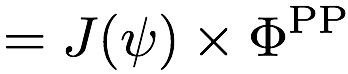 = J(ψ) × Φ^PP